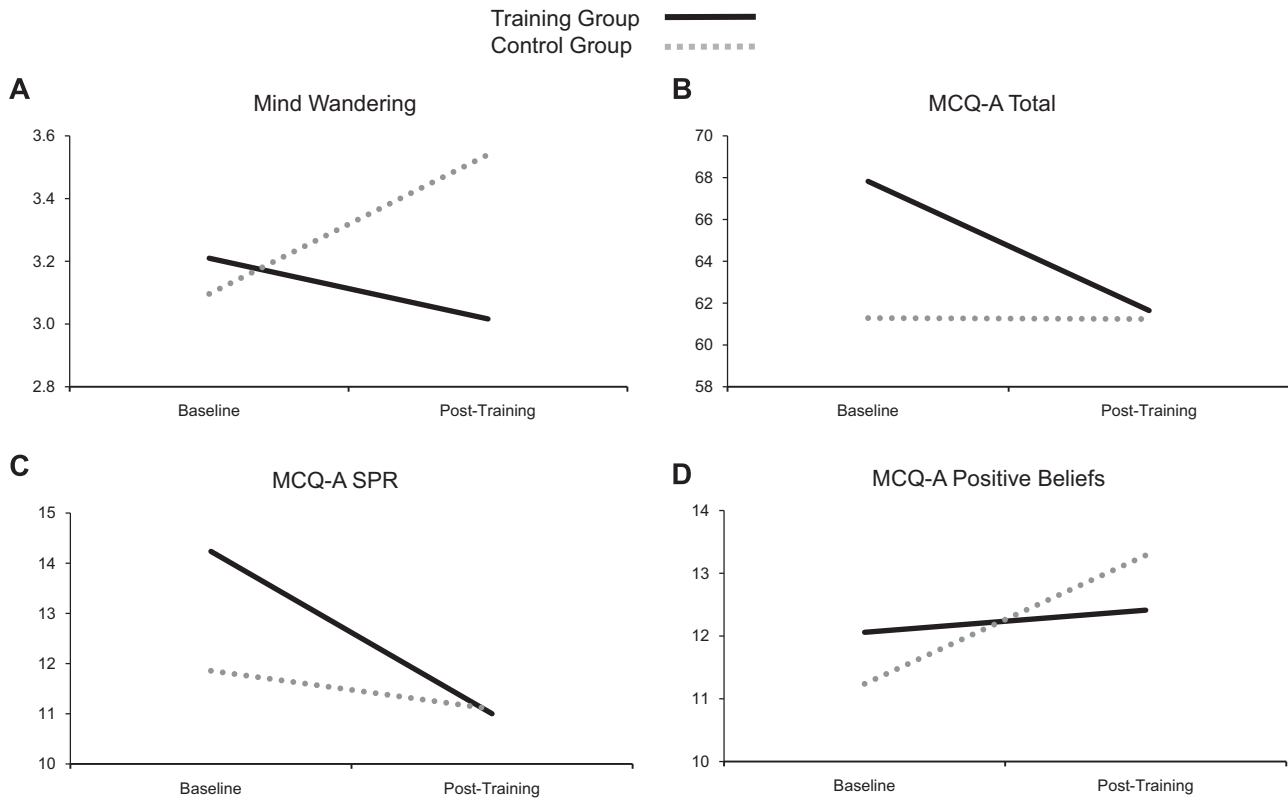 Training Group
Control Group
A
Mind Wandering
3.6
3.4
3.2
3.0
2.8
Baseline
Post-Training
B
MCQ-A Total
70
68
66
64
62
60
58
Baseline
Post-Training
C
MCQ-A SPR
15
14
13
12
11
10
Baseline
Post-Training
D
MCQ-A Positive Beliefs
14
13
12
11
10
Baseline
Post-Training